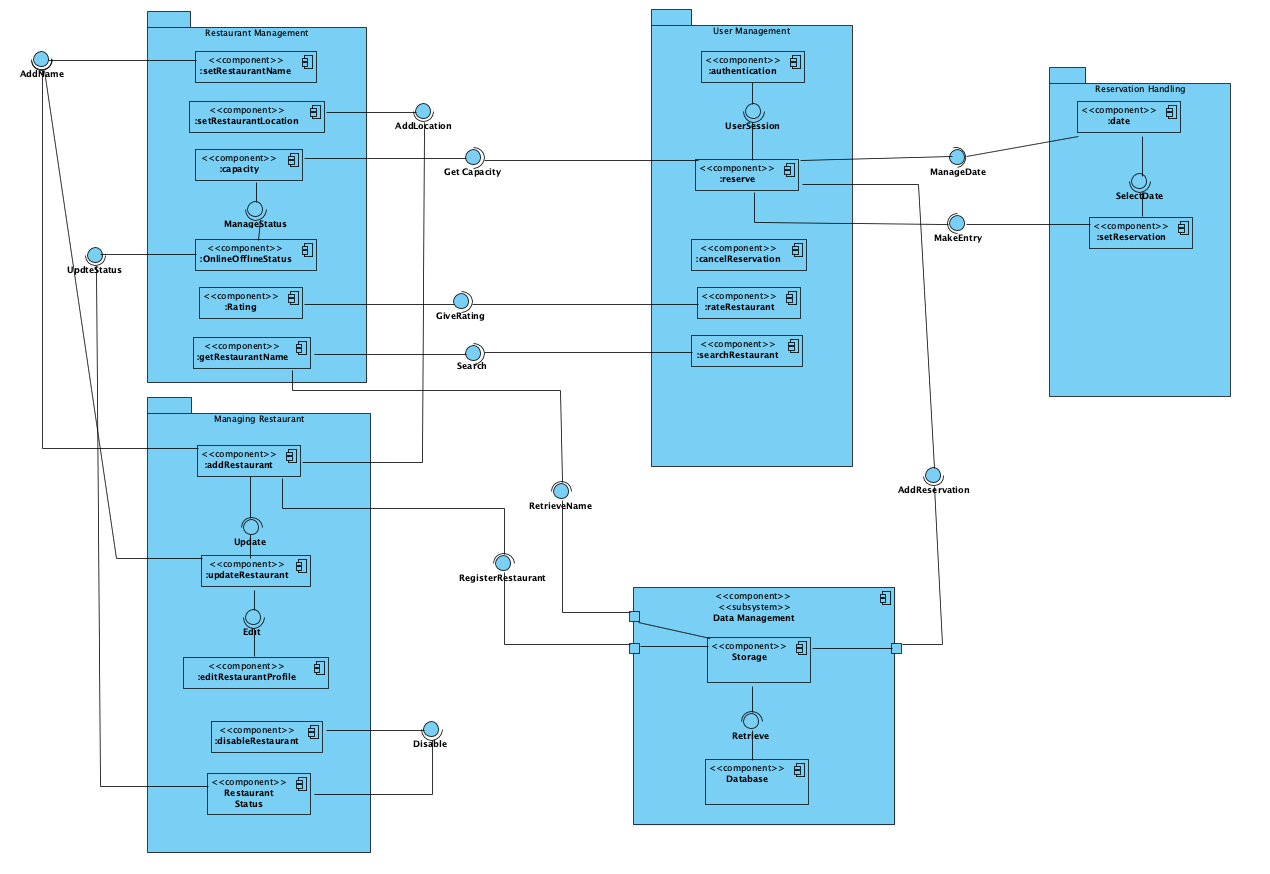 Restaurant Management
<<component>>
:setRestaurantName
<<component>>
:setRestaurantLocation
<<component>>
:capacity
ManageStatus
<<component>>
:OnlineOfflineStatus
<<component>>
:Rating
<<component>>
:getRestaurantName
AddName
UpdteStatus
AddLocation
Get Capacity
GiveRating
Search
User Management
<<component>>
:authentication
UserSession
<<component>>
:reserve
<<component>>
:cancelReservation
<<component>>
:rateRestaurant
<<component>>
:searchRestaurant
ManageDate
MakeEntry
Reservation Handling
<<component>>
:date
SelectDate
<<component>>
:setReservation
Managing Restaurant
<<component>>
:addRestaurant
Update
<<component>>
:updateRestaurant
Edit
<<component>>
:editRestaurantProfile
<<component>>
:disableRestaurant
<<component>>
Restaurant
Status
Disable
RetrieveName
RegisterRestaurant
AddReservation
<<component>>
<<subsystem>>
Data Management
<<component>>
Storage
Retrieve
<<component>>
Database